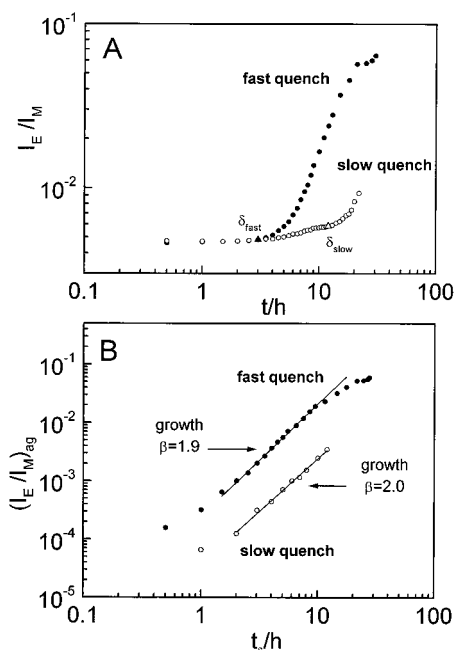 A
10⁻¹
10⁻²
I_E /I_M
fast quench
slow quench
δ_fast
δ_slow
0.1 1 10 100
t/h
B
10⁻¹
10⁻²
10⁻³
10⁻⁴
10⁻⁵
(I_E /I_M)_ag
fast quench
growth
β=1.9
growth
β=2.0
slow quench
0.1 1 10 100